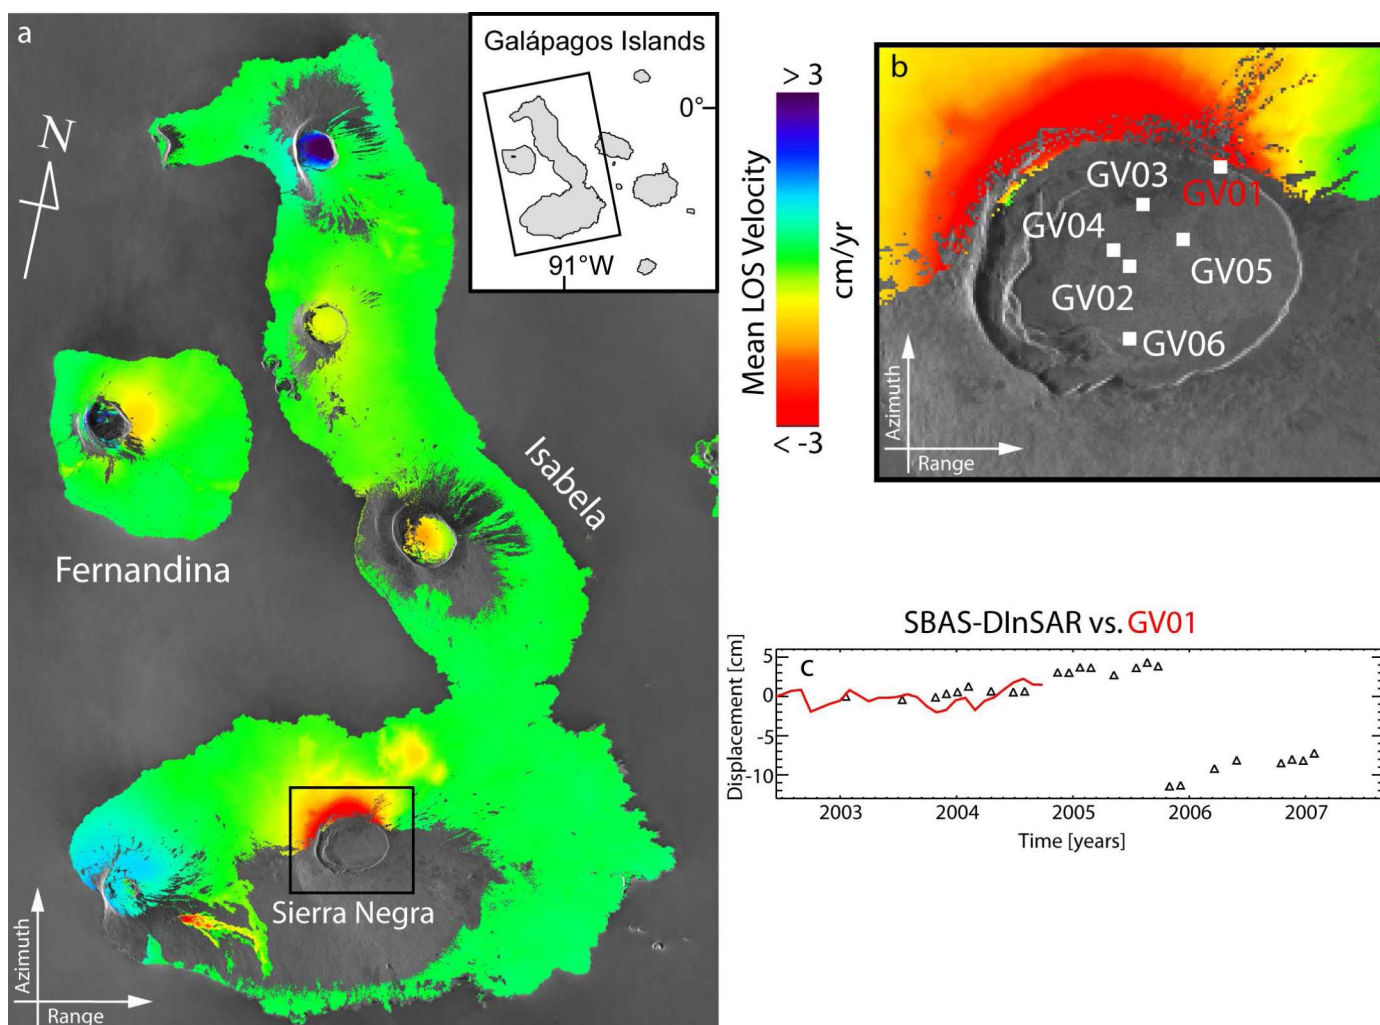 a
N
Galápagos Islands
0°
91°W
Isabela
Fernandina
Sierra Negra
Azimuth
Range
> 3
Mean LOS Velocity
cm/yr
< -3
b
GV03
GV01
GV04
GV05
GV02
GV06
Azimuth
Range
SBAS-DInSAR vs. GV01
c
Displacement [cm]
5
0
-5
-10
2003 2004 2005 2006 2007
Time [years]